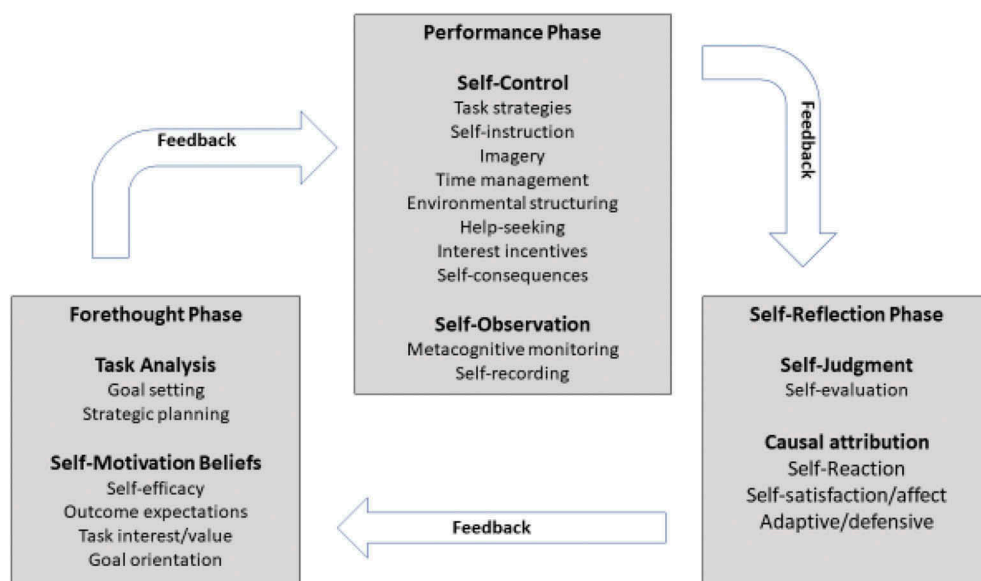 Performance Phase
Self-Control
Task strategies
Self-instruction
Imagery
Time management
Environmental structuring
Help-seeking
Interest incentives
Self-consequences
Self-Observation
Metacognitive monitoring
Self-recording
Feedback
Feedback
Forethought Phase
Task Analysis
Goal setting
Strategic planning
Self-Motivation Beliefs
Self-efficacy
Outcome expectations
Task interest/value
Goal orientation
Self-Reflection Phase
Self-Judgment
Self-evaluation
Causal attribution
Self-Reaction
Self-satisfaction/affect
Adaptive/defensive
Feedback